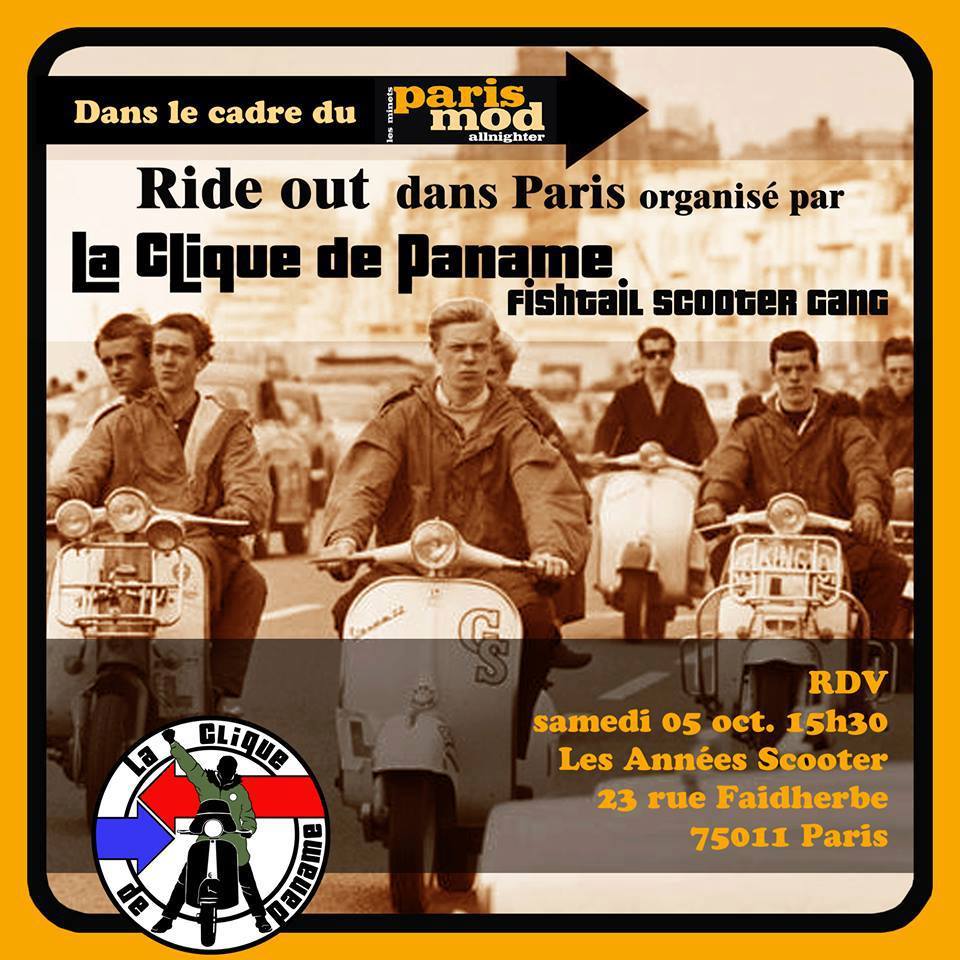 Dans le cadre du
les minets
paris
mod
allnighter
Ride out dans Paris organisé par
La Clique de Paname
Fishtail Scooter Gang
GS
KING
RDV
samedi 05 oct. 15h30
Les Années Scooter
23 rue Faidherbe
75011 Paris
La Clique
de Paname